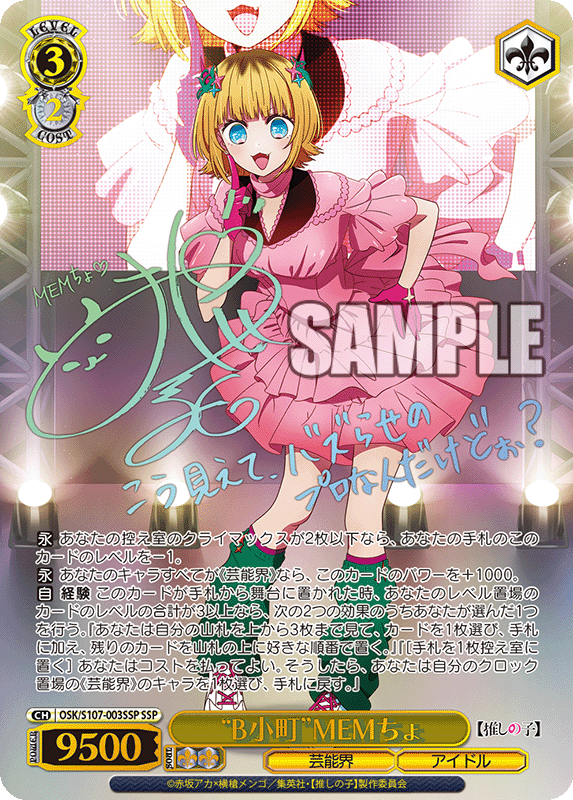 LEVEL
3
2
COST
MEMちょ♡
SAMPLE
こう見えて、バズらせの
プロなんだけどぉ?
永 あなたの控え室のクライマックスが2枚以下なら、あなたの手札のこの
カードのレベルを-1。
永 あなたのキャラすべてが《芸能界》なら、このカードのパワーを+1000。
自 経験 このカードが手札から舞台に置かれた時、あなたのレベル置場の
カードのレベルの合計が3以上なら、次の2つの効果のうちあなたが選んだ1つ
を行う。「あなたは自分の山札を上から3枚まで見て、カードを1枚選び、手札
に加え、残りのカードを山札の上に好きな順番で置く。」「[手札を1枚控え室に
置く] あなたはコストを払ってよい。そうしたら、あなたは自分のクロック
置場の《芸能界》のキャラを1枚選び、手札に戻す。」
CH OSK/S107-003SSP SSP
"B小町"MEMちょ
【推しの子】
POWER
9500
SOUL
芸能界
アイドル
©赤坂アカ×横槍メンゴ/集英社・【推しの子】製作委員会